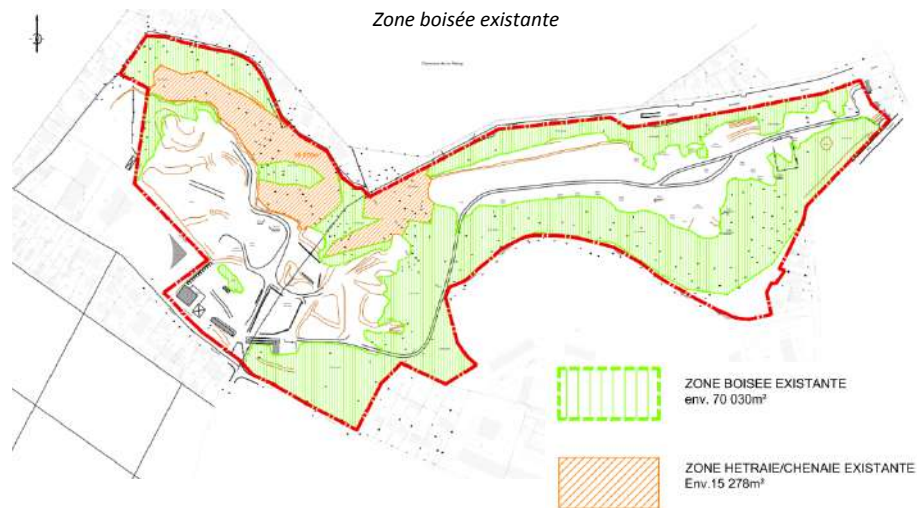 Zone boisée existante
ZONE BOISEE EXISTANTE
env. 70 030m²
ZONE HETRAIE/CHENAIE EXISTANTE
Env.15 278m²